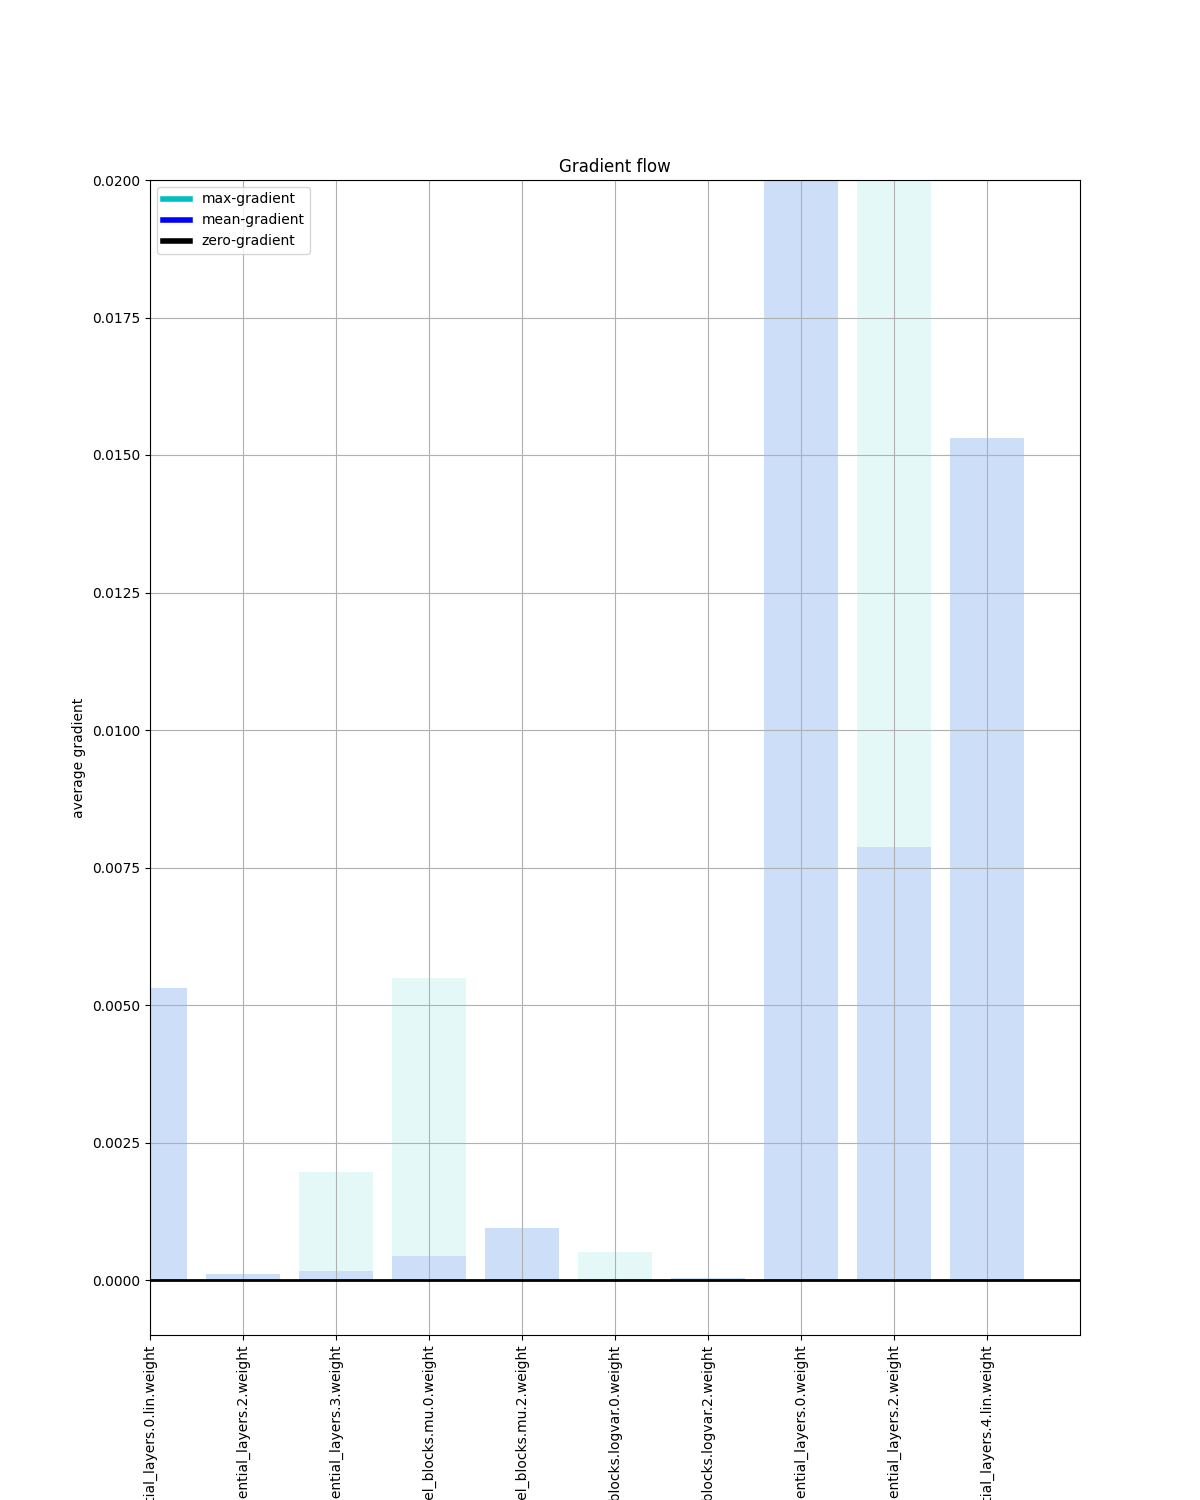 Gradient flow
max-gradient
mean-gradient
zero-gradient
0.0200
0.0175
0.0150
0.0125
0.0100
0.0075
0.0050
0.0025
0.0000
average gradient
tial_layers.0.lin.weight
ential_layers.2.weight
ential_layers.3.weight
el_blocks.mu.0.weight
el_blocks.mu.2.weight
blocks.logvar.0.weight
blocks.logvar.2.weight
ential_layers.0.weight
ential_layers.2.weight
tial_layers.4.lin.weight